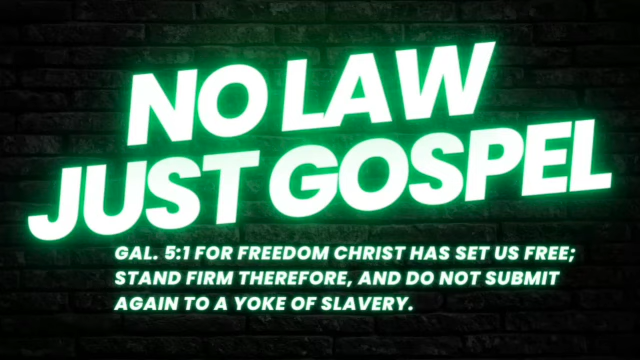 NO LAW
JUST GOSPEL
GAL. 5:1 FOR FREEDOM CHRIST HAS SET US FREE;
STAND FIRM THEREFORE, AND DO NOT SUBMIT
AGAIN TO A YOKE OF SLAVERY.